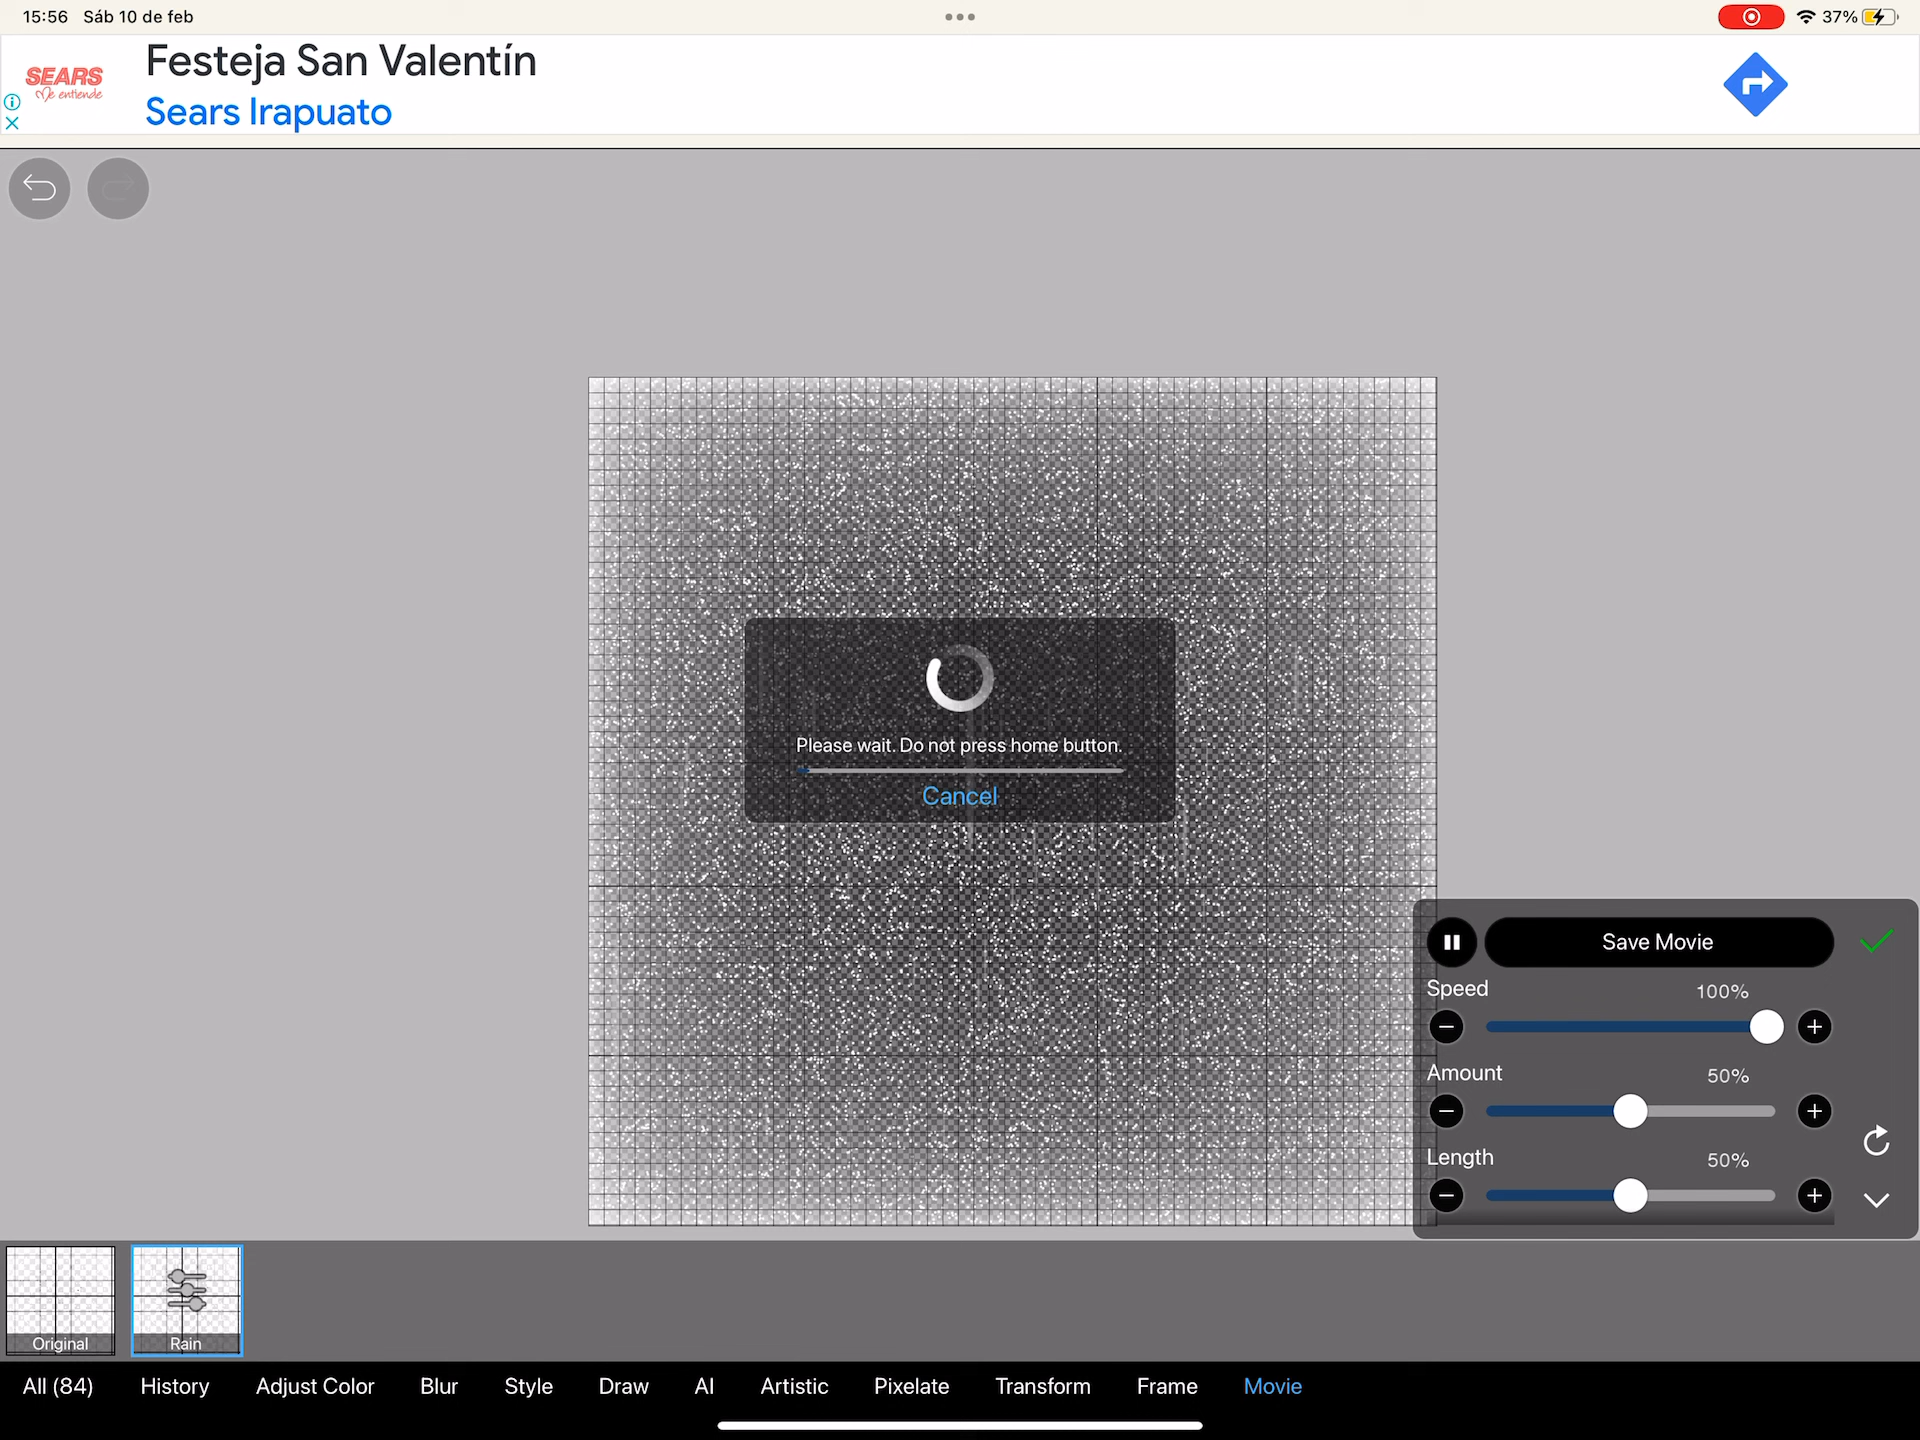 15:56 Sáb 10 de feb
37%
SEARS
Me entiende
Festeja San Valentín
Sears Irapuato
Please wait. Do not press home button.
Cancel
Save Movie
Speed 100%
Amount 50%
Length 50%
Original
Rain
All (84) History Adjust Color Blur Style Draw AI Artistic Pixelate Transform Frame Movie